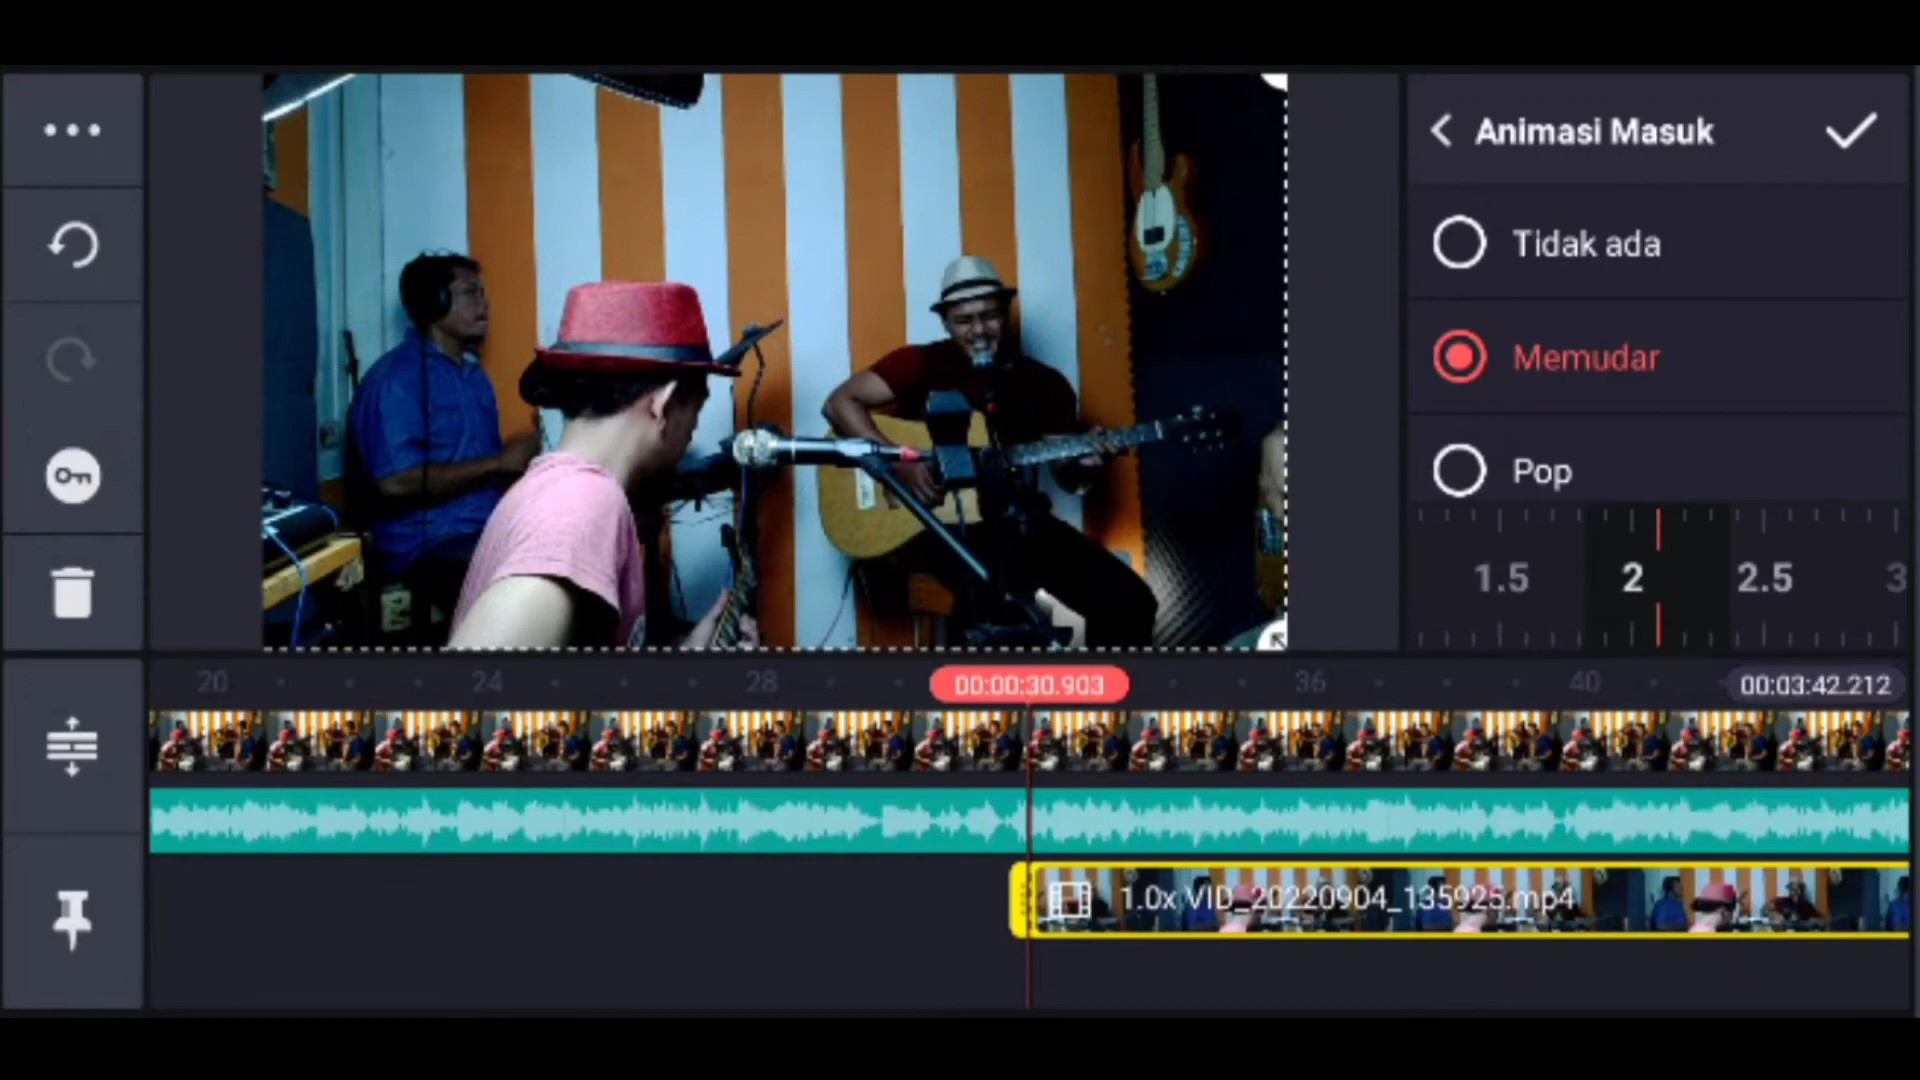 Animasi Masuk
Tidak ada
Memudar
Pop
1.5 2 2.5 3
20 24 28 00:00:30.903 36 40 00:03:42.212
1.0x VID_20220904_135925.mp4